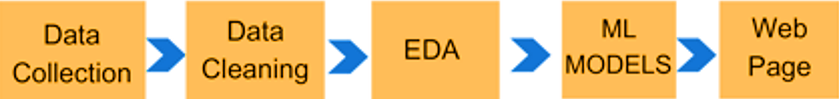 Data
Collection
Data
Cleaning
EDA
ML
MODELS
Web
Page